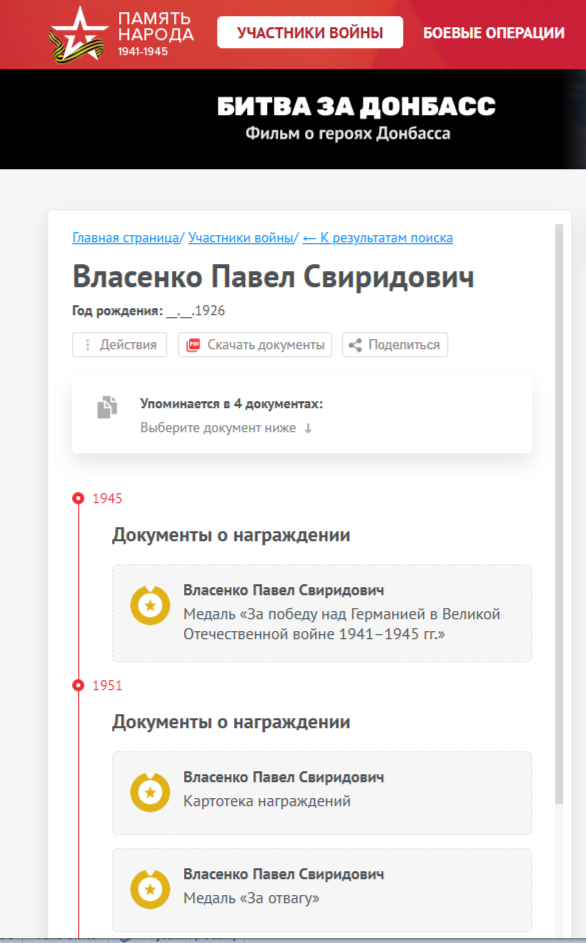 ПАМЯТЬ
НАРОДА
1941-1945
УЧАСТНИКИ ВОЙНЫ
БОЕВЫЕ ОПЕРАЦИИ
БИТВА ЗА ДОНБАСС
Фильм о героях Донбасса
Главная страница/ Участники войны/ ← К результатам поиска
Власенко Павел Свиридович
Год рождения: __.__.1926
Действия
PDF Скачать документы
Поделиться
Упоминается в 4 документах:
Выберите документ ниже ↓
1945
Документы о награждении
Власенко Павел Свиридович
Медаль «За победу над Германией в Великой
Отечественной войне 1941–1945 гг.»
1951
Документы о награждении
Власенко Павел Свиридович
Картотека награждений
Власенко Павел Свиридович
Медаль «За отвагу»